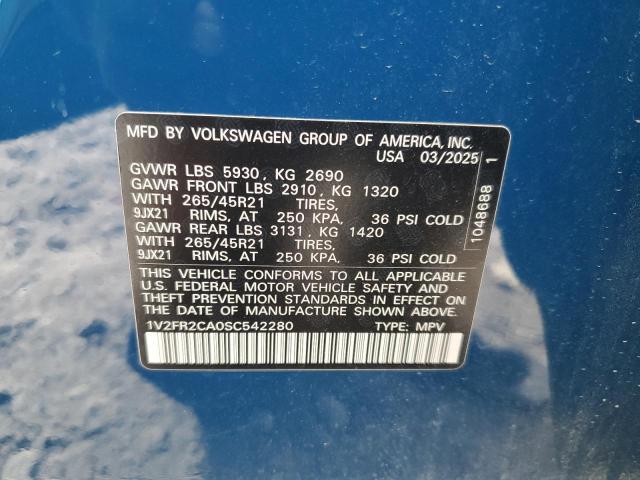 MFD BY VOLKSWAGEN GROUP OF AMERICA, INC.
USA 03/2025
GVWR LBS 5930, KG 2690
GAWR FRONT LBS 2910, KG 1320
WITH 265/45R21 TIRES,
9JX21 RIMS, AT 250 KPA, 36 PSI COLD
GAWR REAR LBS 3131, KG 1420
WITH 265/45R21 TIRES,
9JX21 RIMS, AT 250 KPA, 36 PSI COLD
THIS VEHICLE CONFORMS TO ALL APPLICABLE
U.S. FEDERAL MOTOR VEHICLE SAFETY AND
THEFT PREVENTION STANDARDS IN EFFECT ON
THE DATE OF MANUFACTURE SHOWN ABOVE.
1V2FR2CA0SC542280 TYPE: MPV
1048688 1